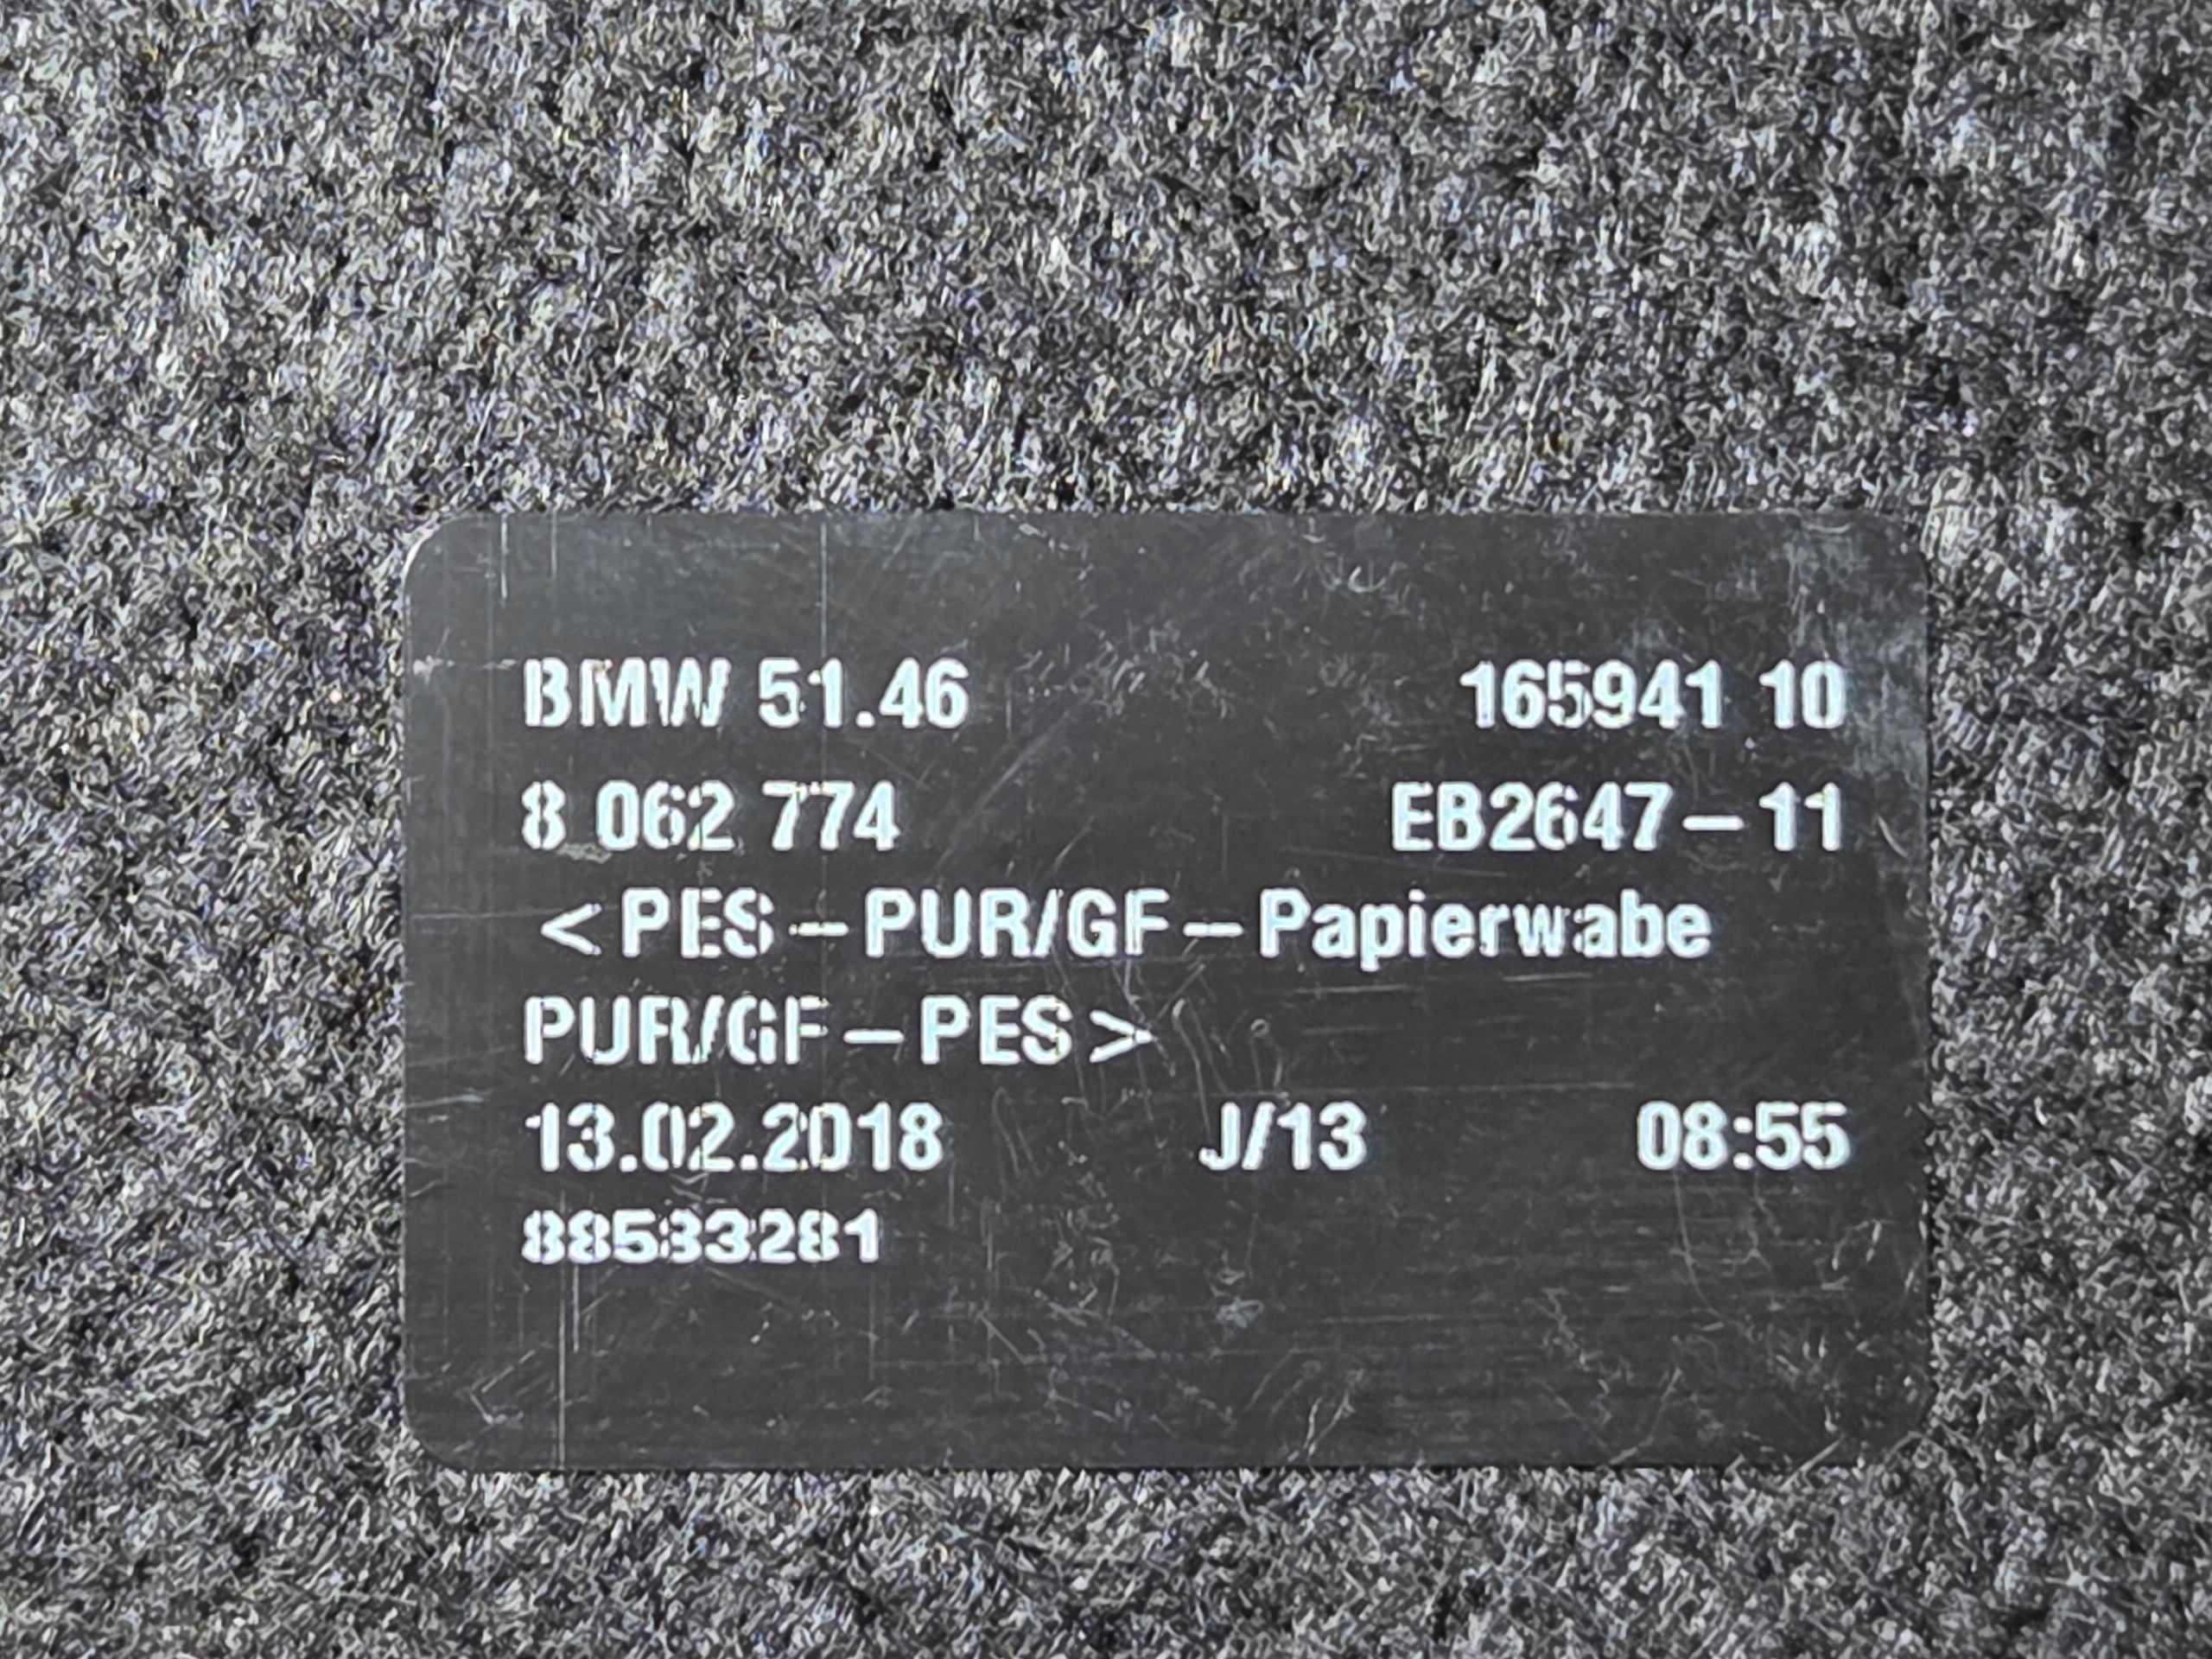 BMW 51.46 165941 10
8 062 774 EB2647-11
<PES-PUR/GF-Papierwabe
PUR/GF-PES>
13.02.2018 J/13 08:55
88533281